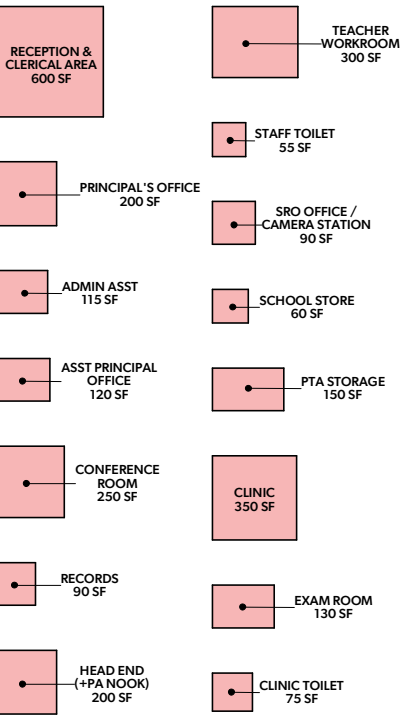 RECEPTION &
CLERICAL AREA
600 SF
PRINCIPAL'S OFFICE
200 SF
ADMIN ASST
115 SF
ASST PRINCIPAL
OFFICE
120 SF
CONFERENCE
ROOM
250 SF
RECORDS
90 SF
HEAD END
(+PA NOOK)
200 SF
TEACHER
WORKROOM
300 SF
STAFF TOILET
55 SF
SRO OFFICE /
CAMERA STATION
90 SF
SCHOOL STORE
60 SF
PTA STORAGE
150 SF
CLINIC
350 SF
EXAM ROOM
130 SF
CLINIC TOILET
75 SF